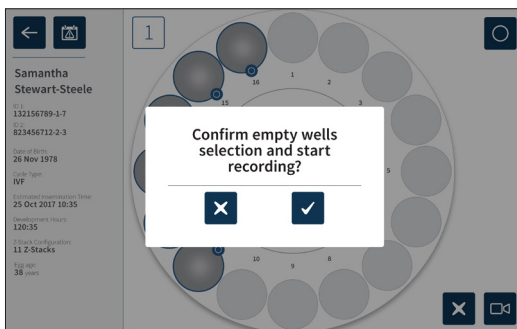 1
Samantha
Stewart-Steele
ID 1:
132156789-1-7
ID 2:
823456712-2-3
Date of Birth:
26 Nov 1978
Cycle Type:
IVF
Estimated Insemination Time:
25 Oct 2017 10:35
Development Hours:
120:35
Z-Stack Configuration:
11 Z-Stacks
Egg age:
38 years
16
1
2
15
3
Confirm empty wells
selection and start
recording?
5
10
9
8